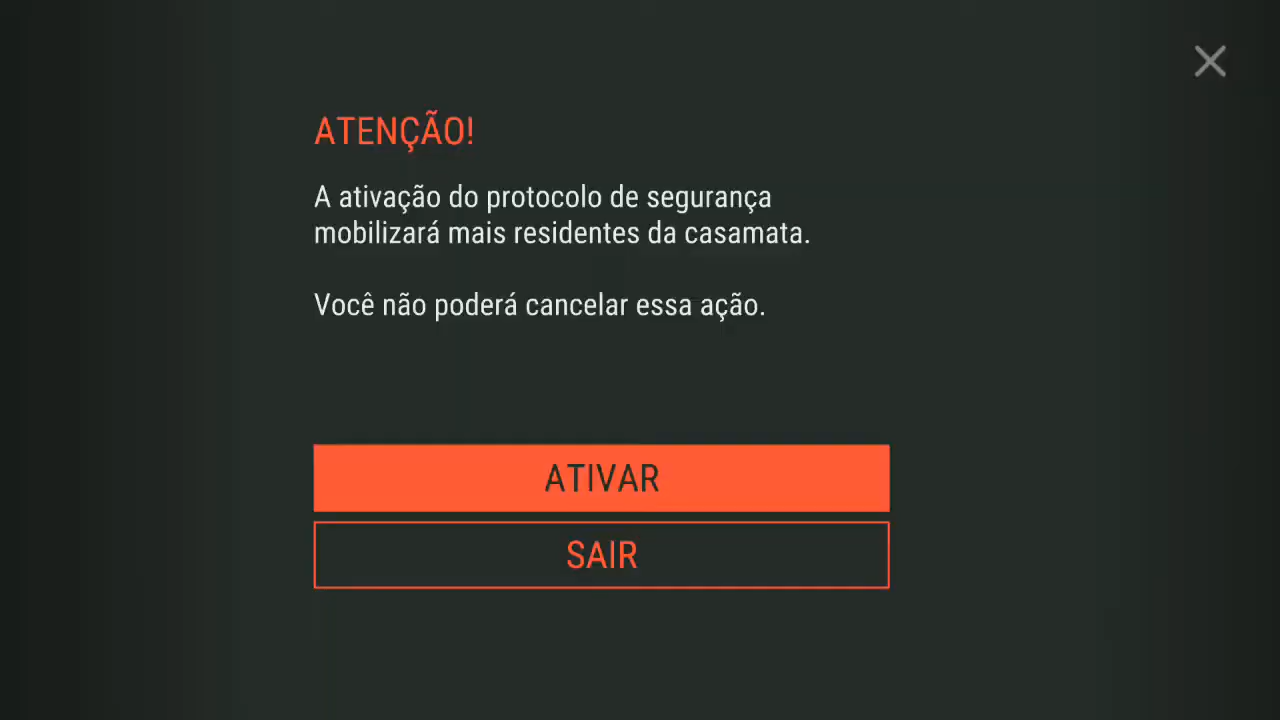 ATENÇÃO!
A ativação do protocolo de segurança
mobilizará mais residentes da casamata.
Você não poderá cancelar essa ação.
ATIVAR
SAIR